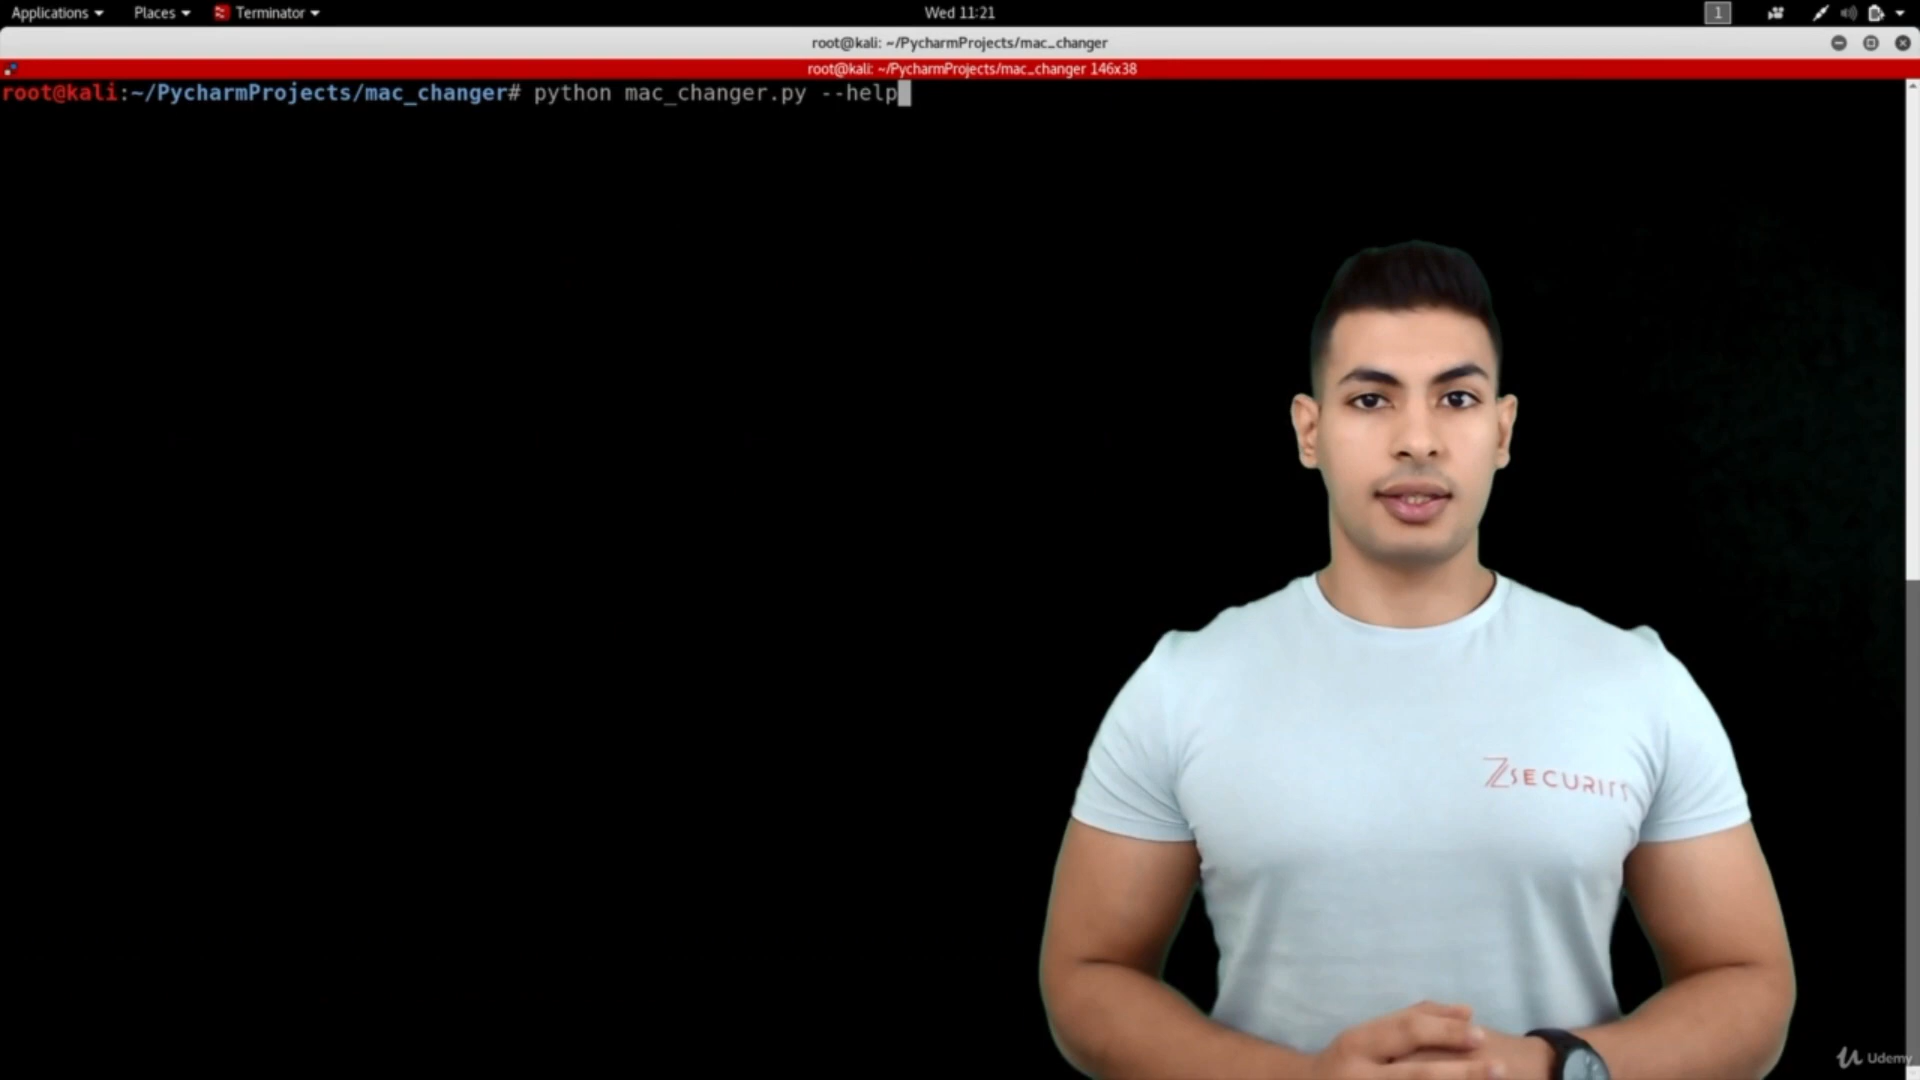 Applications Places Terminator Wed 11:21 1
root@kali: ~/PycharmProjects/mac_changer
root@kali: ~/PycharmProjects/mac_changer 146x38
root@kali:~/PycharmProjects/mac_changer# python mac_changer.py --help
ZSECURITY
Udemy